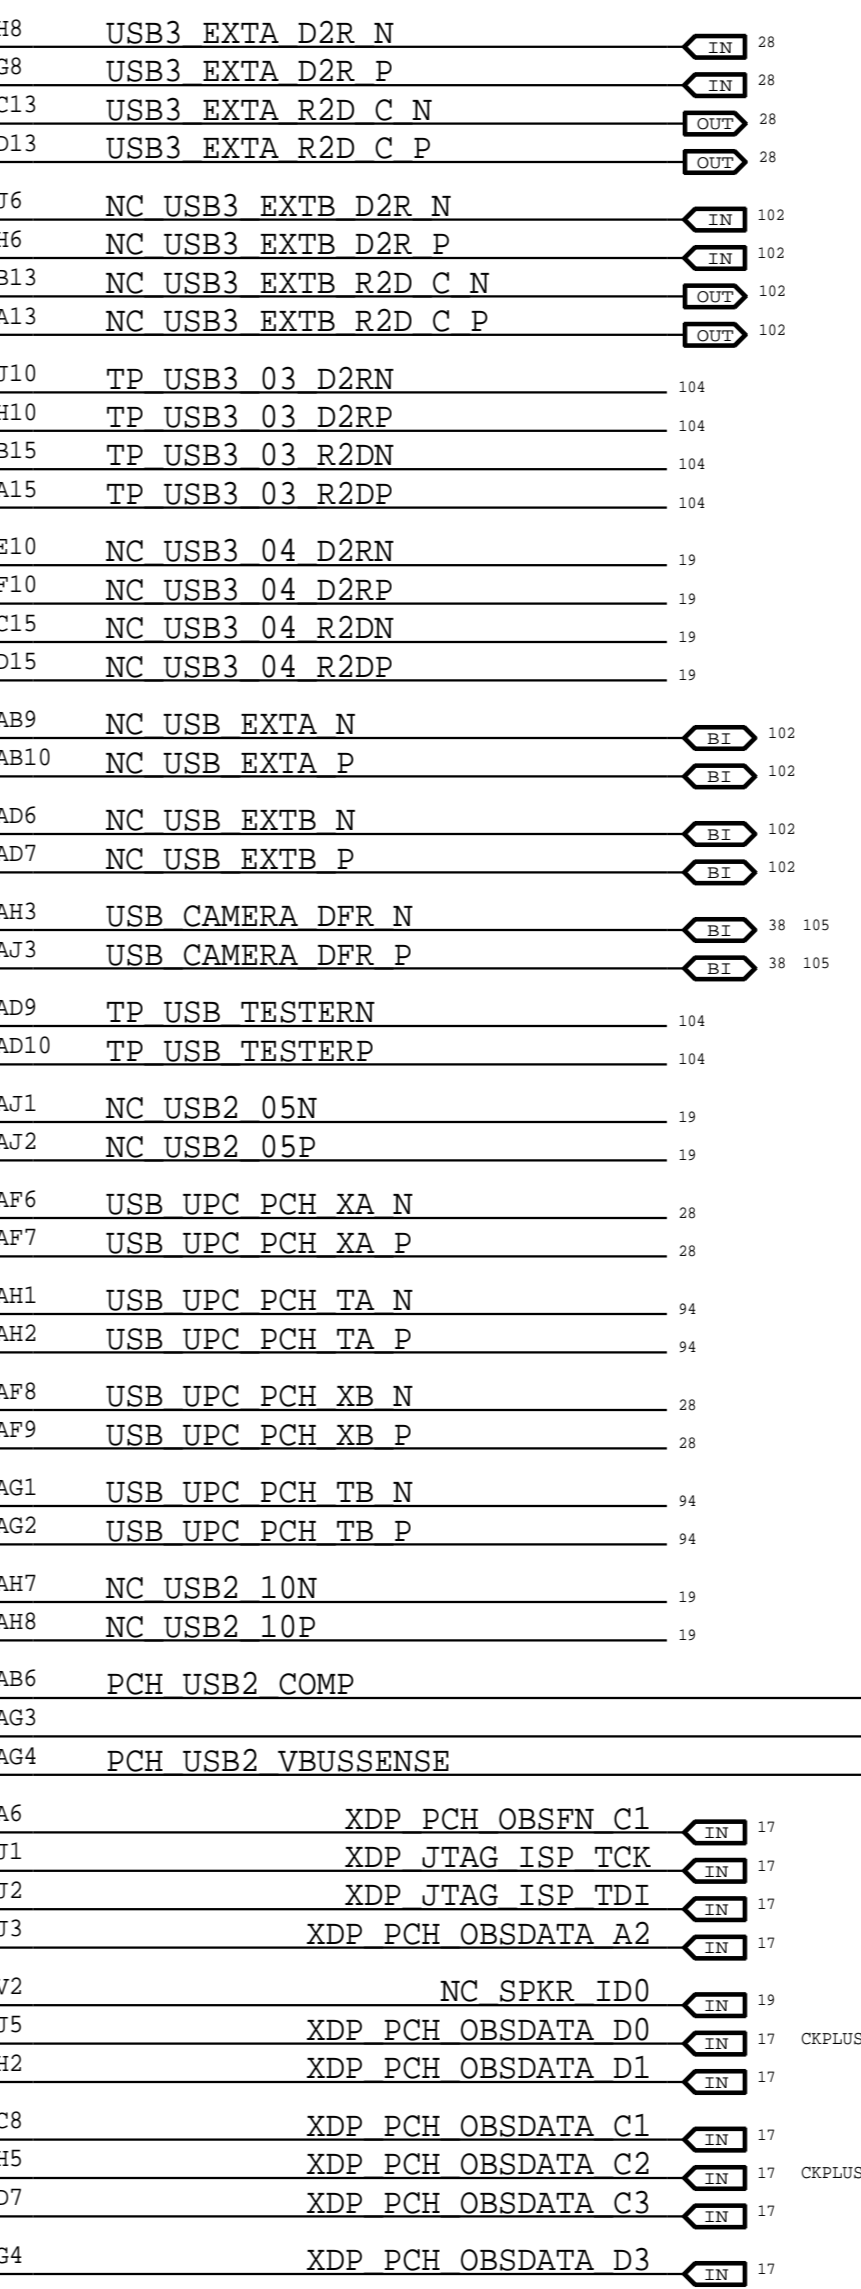 H8 USB3_EXTA_D2R_N IN 28
G8 USB3_EXTA_D2R_P IN 28
C13 USB3_EXTA_R2D_C_N OUT 28
D13 USB3_EXTA_R2D_C_P OUT 28
J6 NC_USB3_EXTB_D2R_N IN 102
H6 NC_USB3_EXTB_D2R_P IN 102
B13 NC_USB3_EXTB_R2D_C_N OUT 102
A13 NC_USB3_EXTB_R2D_C_P OUT 102
J10 TP_USB3_03_D2RN 104
H10 TP_USB3_03_D2RP 104
B15 TP_USB3_03_R2DN 104
A15 TP_USB3_03_R2DP 104
E10 NC_USB3_04_D2RN 19
F10 NC_USB3_04_D2RP 19
C15 NC_USB3_04_R2DN 19
D15 NC_USB3_04_R2DP 19
AB9 NC_USB_EXTA_N BI 102
AB10 NC_USB_EXTA_P BI 102
AD6 NC_USB_EXTB_N BI 102
AD7 NC_USB_EXTB_P BI 102
AH3 USB_CAMERA_DFR_N BI 38 105
AJ3 USB_CAMERA_DFR_P BI 38 105
AD9 TP_USB_TESTERN 104
AD10 TP_USB_TESTERP 104
AJ1 NC_USB2_05N 19
AJ2 NC_USB2_05P 19
AF6 USB_UPC_PCH_XA_N 28
AF7 USB_UPC_PCH_XA_P 28
AH1 USB_UPC_PCH_TA_N 94
AH2 USB_UPC_PCH_TA_P 94
AF8 USB_UPC_PCH_XB_N 28
AF9 USB_UPC_PCH_XB_P 28
AG1 USB_UPC_PCH_TB_N 94
AG2 USB_UPC_PCH_TB_P 94
AH7 NC_USB2_10N 19
AH8 NC_USB2_10P 19
AB6 PCH_USB2_COMP
AG3
AG4 PCH_USB2_VBUSSENSE
A6 XDP_PCH_OBSFN_C1 IN 17
J1 XDP_JTAG_ISP_TCK IN 17
J2 XDP_JTAG_ISP_TDI IN 17
J3 XDP_PCH_OBSDATA_A2 IN 17
V2 NC_SPKR_ID0 IN 19
J5 XDP_PCH_OBSDATA_D0 IN 17 CKPLUS
H2 XDP_PCH_OBSDATA_D1 IN 17
C8 XDP_PCH_OBSDATA_C1 IN 17
H5 XDP_PCH_OBSDATA_C2 IN 17 CKPLUS
D7 XDP_PCH_OBSDATA_C3 IN 17
G4 XDP_PCH_OBSDATA_D3 IN 17